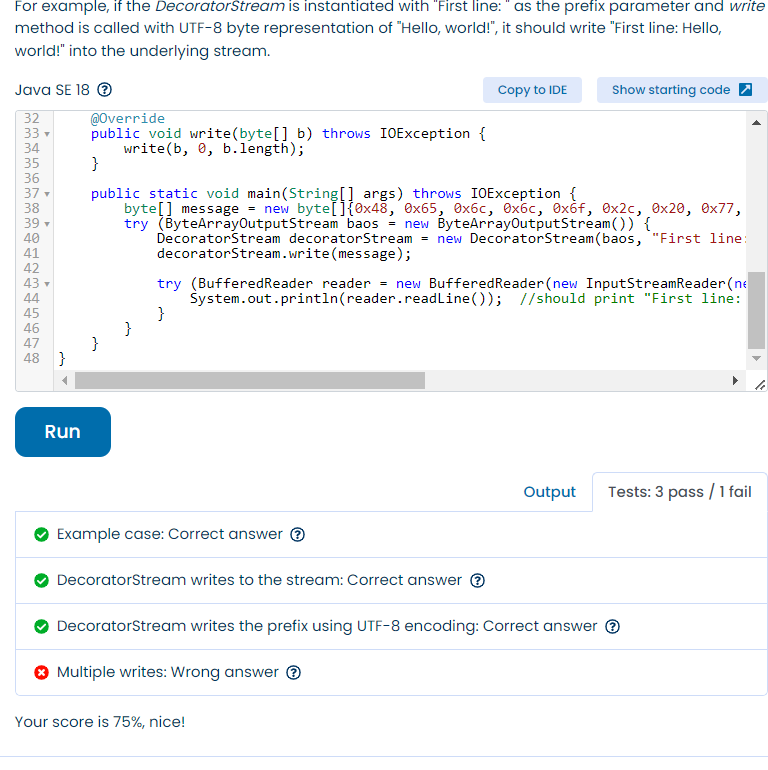 For example, if the DecoratorStream is instantiated with "First line: " as the prefix parameter and write
method is called with UTF-8 byte representation of "Hello, world!", it should write "First line: Hello,
world!" into the underlying stream.
Java SE 18
Copy to IDE
Show starting code
32 @Override
33 public void write(byte[] b) throws IOException {
34 write(b, 0, b.length);
35 }
36
37 public static void main(String[] args) throws IOException {
38 byte[] message = new byte[]{0x48, 0x65, 0x6c, 0x6c, 0x6f, 0x2c, 0x20, 0x77,
39 try (ByteArrayOutputStream baos = new ByteArrayOutputStream()) {
40 DecoratorStream decoratorStream = new DecoratorStream(baos, "First line:
41 decoratorStream.write(message);
42
43 try (BufferedReader reader = new BufferedReader(new InputStreamReader(ne
44 System.out.println(reader.readLine());  //should print "First line:
45 }
46 }
47 }
48 }
Run
Output
Tests: 3 pass / 1 fail
Example case: Correct answer
DecoratorStream writes to the stream: Correct answer
DecoratorStream writes the prefix using UTF-8 encoding: Correct answer
Multiple writes: Wrong answer
Your score is 75%, nice!